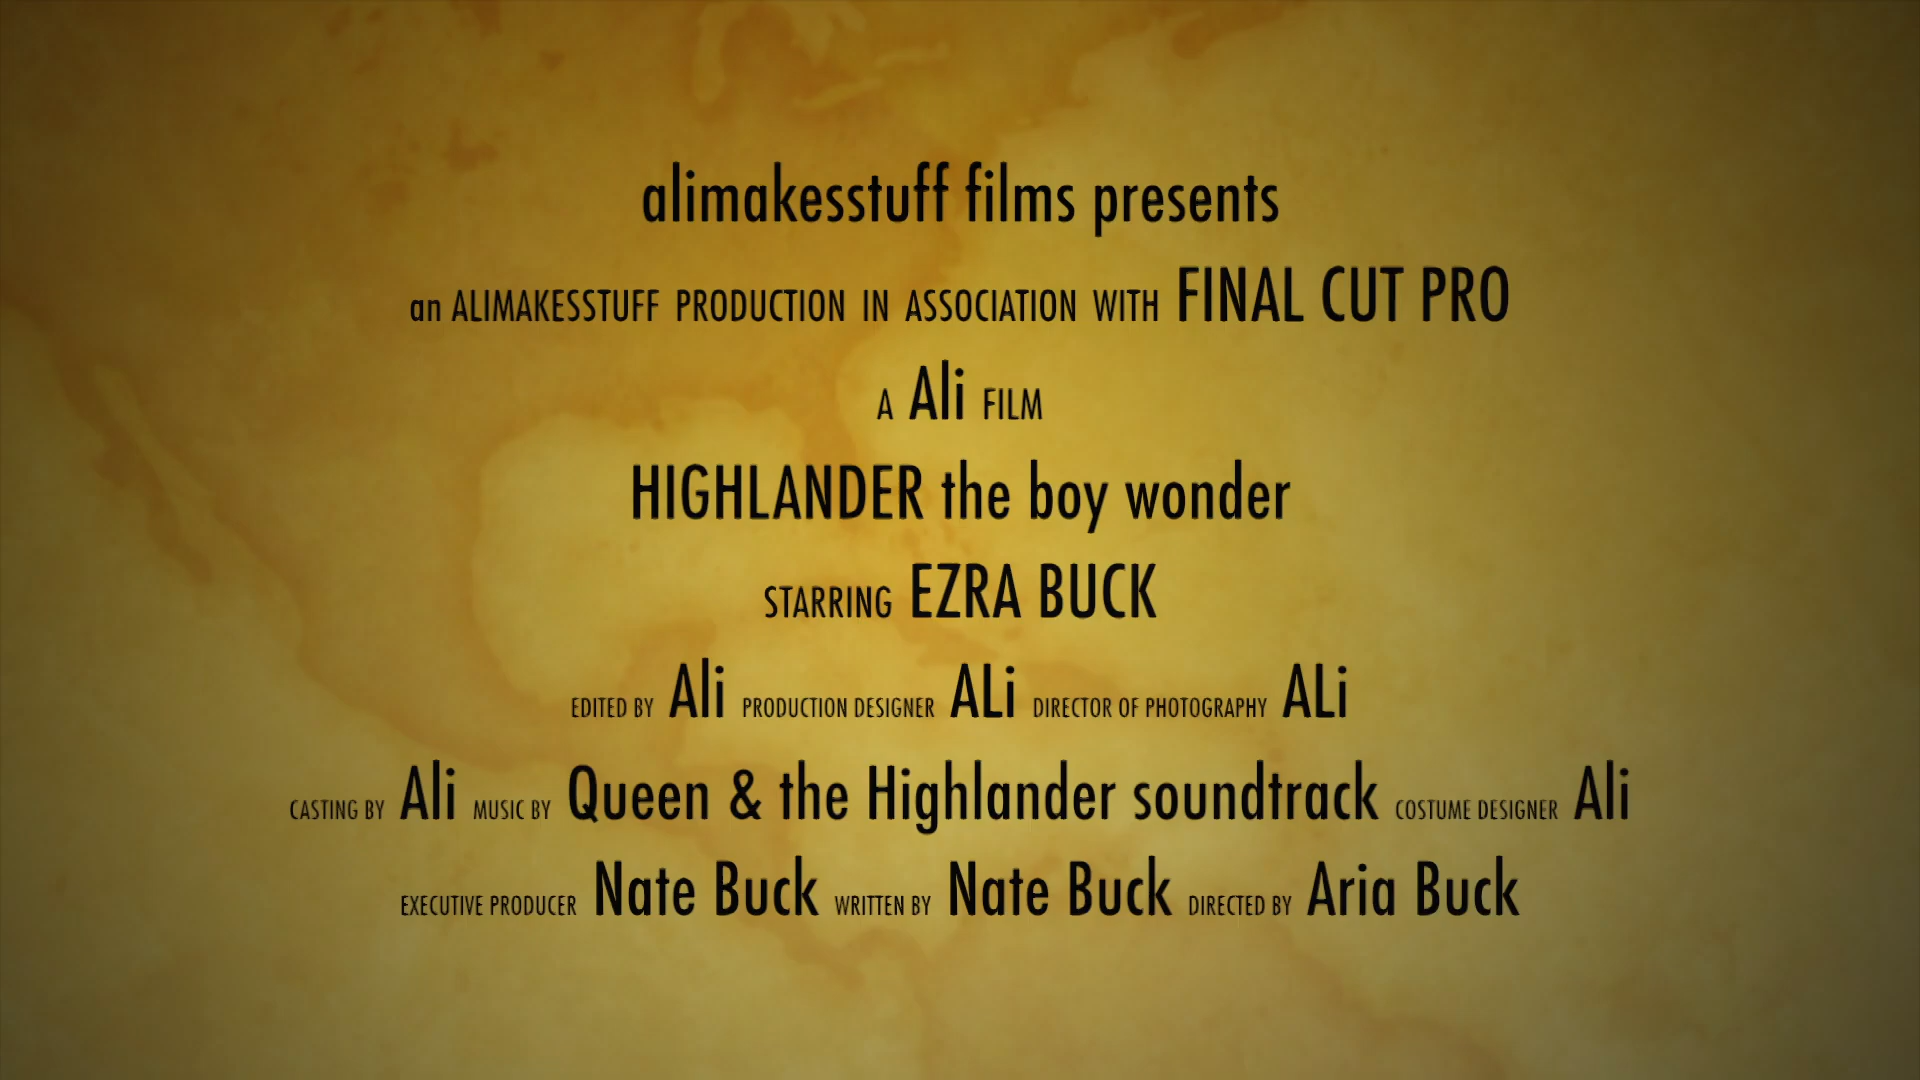 alimakesstuff films presents
an ALIMAKESSTUFF PRODUCTION IN ASSOCIATION WITH FINAL CUT PRO
A Ali FILM
HIGHLANDER the boy wonder
STARRING EZRA BUCK
EDITED BY Ali PRODUCTION DESIGNER ALi DIRECTOR OF PHOTOGRAPHY ALi
CASTING BY Ali MUSIC BY Queen & the Highlander soundtrack COSTUME DESIGNER Ali
EXECUTIVE PRODUCER Nate Buck WRITTEN BY Nate Buck DIRECTED BY Aria Buck